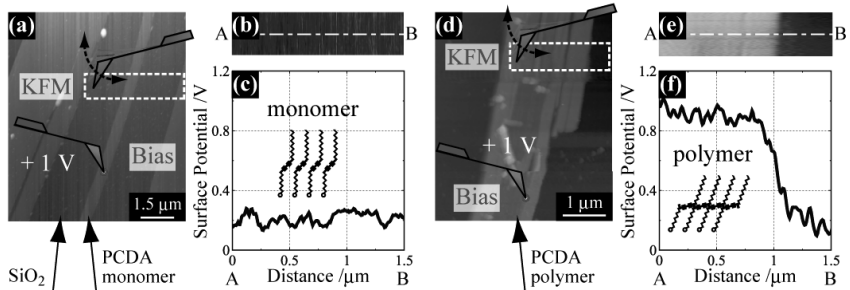 (a)
KFM
+ 1 V
Bias
1.5 μm
SiO2
PCDA
monomer
(b)
A
B
(c)
monomer
Surface Potential /V
1.2
0.8
0.4
0
0
0.5
1.0
1.5
A
Distance /μm
B
(d)
KFM
+ 1 V
Bias
1 μm
PCDA
polymer
(e)
A
B
(f)
polymer
Surface Potential /V
1.2
0.8
0.4
0
0
0.5
1.0
1.5
A
Distance /μm
B